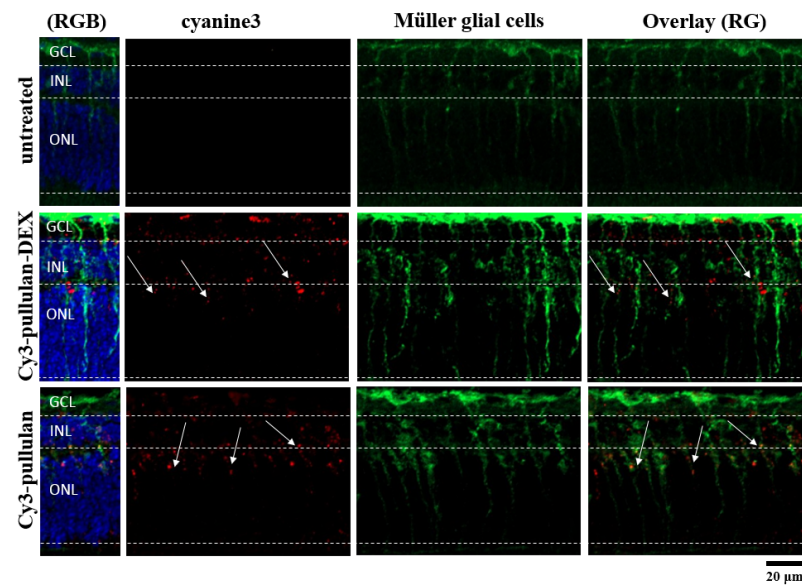 (RGB) cyanine3 Müller glial cells Overlay (RG)
untreated
GCL
INL
ONL
Cy3-pullulan-DEX
GCL
INL
ONL
Cy3-pullulan
GCL
INL
ONL
20 µm